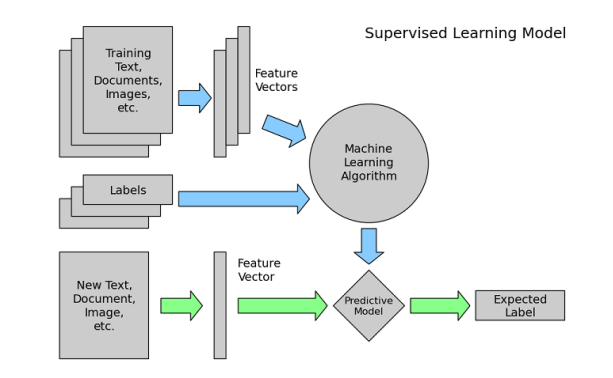 Supervised Learning Model
Training
Text,
Documents,
Images,
etc.
Feature
Vectors
Machine
Learning
Algorithm
Labels
New Text,
Document,
Image,
etc.
Feature
Vector
Predictive
Model
Expected
Label